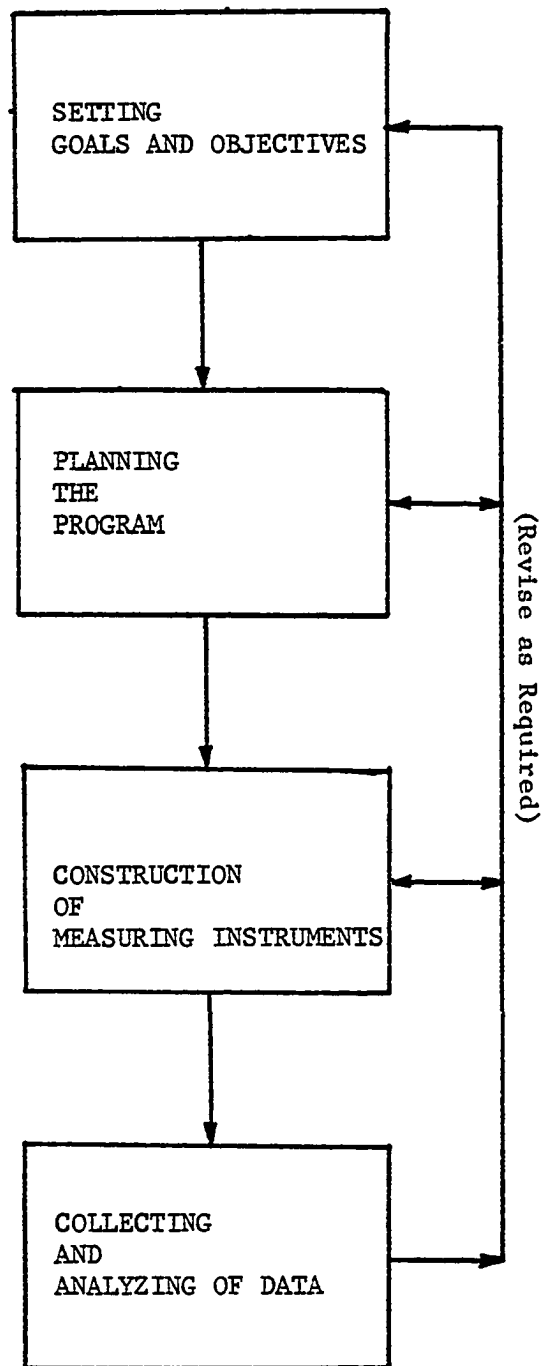 SETTING
GOALS AND OBJECTIVES
PLANNING
THE
PROGRAM
(Revise as Required)
CONSTRUCTION
OF
MEASURING INSTRUMENTS
COLLECTING
AND
ANALYZING OF DATA